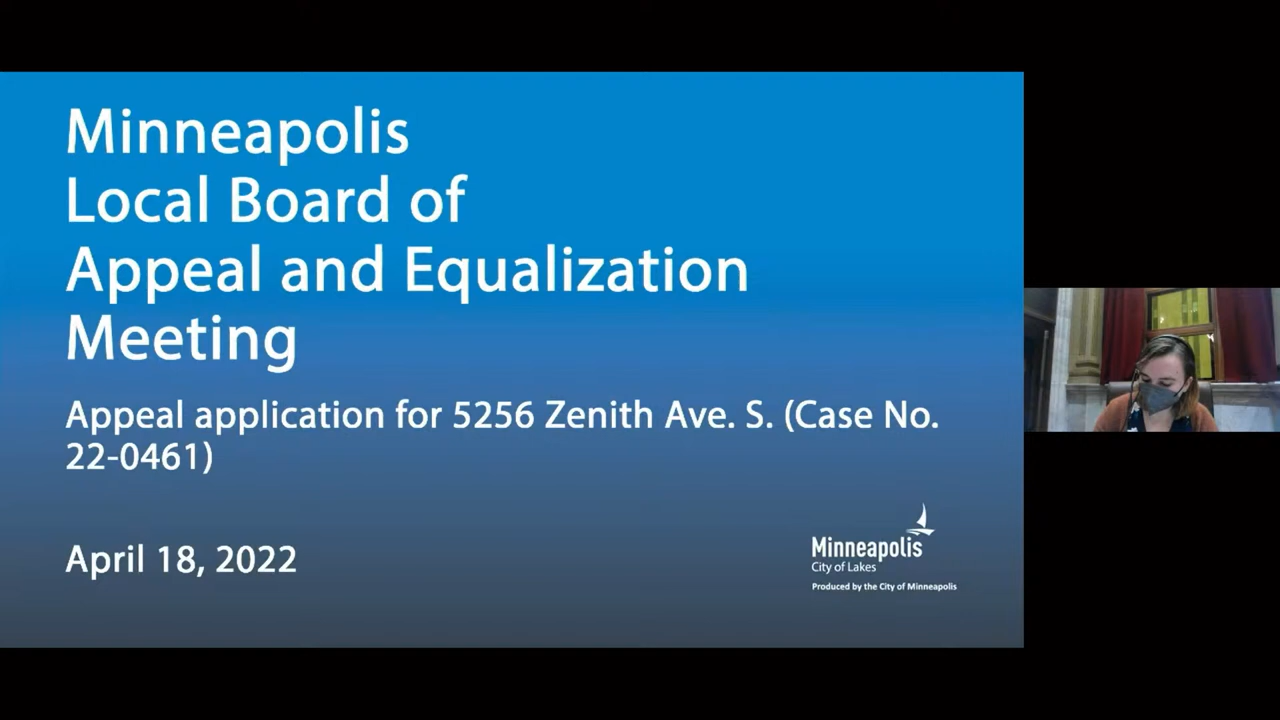 Minneapolis
Local Board of
Appeal and Equalization
Meeting
Appeal application for 5256 Zenith Ave. S. (Case No.
22-0461)
April 18, 2022
Minneapolis
City of Lakes
Produced by the City of Minneapolis